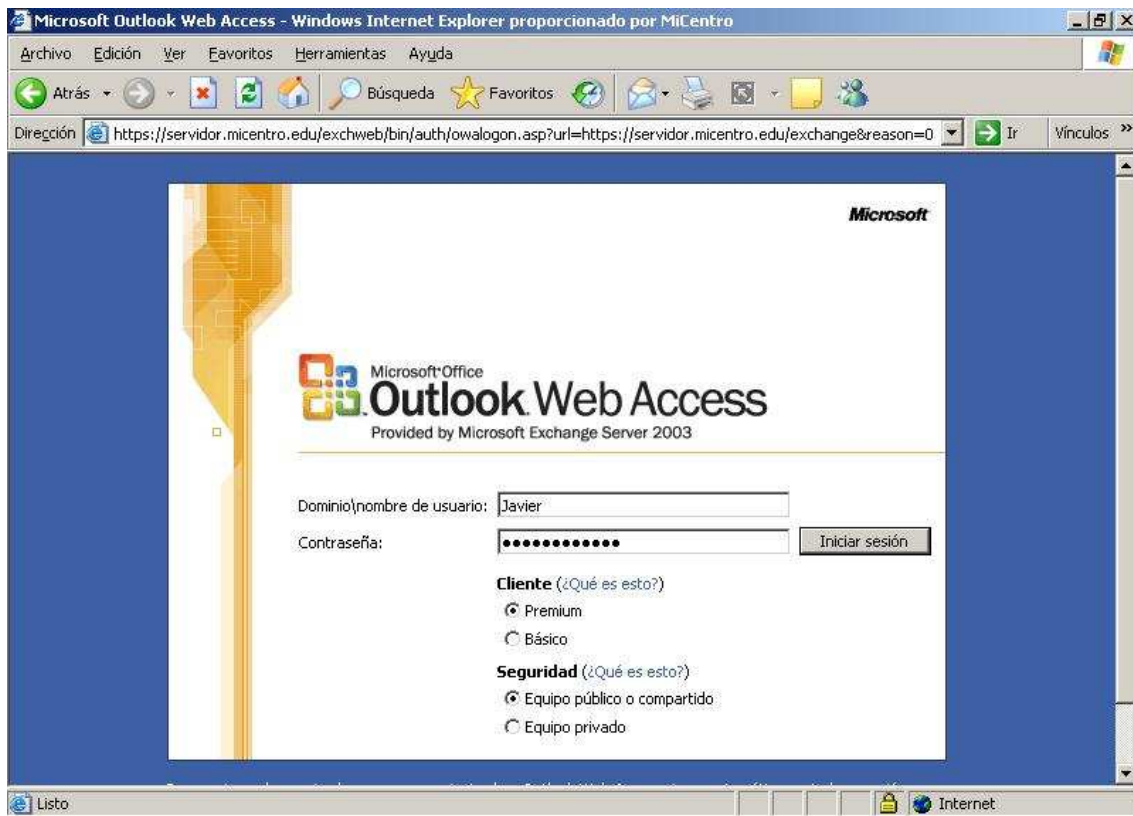 Microsoft Outlook Web Access - Windows Internet Explorer proporcionado por MiCentro
Archivo Edición Ver Favoritos Herramientas Ayuda
Atrás Búsqueda Favoritos
Dirección https://servidor.micentro.edu/exchweb/bin/auth/owalogon.asp?url=https://servidor.micentro.edu/exchange&reason=0 Ir Vínculos »
Microsoft
Microsoft Office
Outlook Web Access
Provided by Microsoft Exchange Server 2003
Dominio\nombre de usuario: Javier
Contraseña: ●●●●●●●●●●●● Iniciar sesión
Cliente (¿Qué es esto?)
Premium
Básico
Seguridad (¿Qué es esto?)
Equipo público o compartido
Equipo privado
Listo Internet